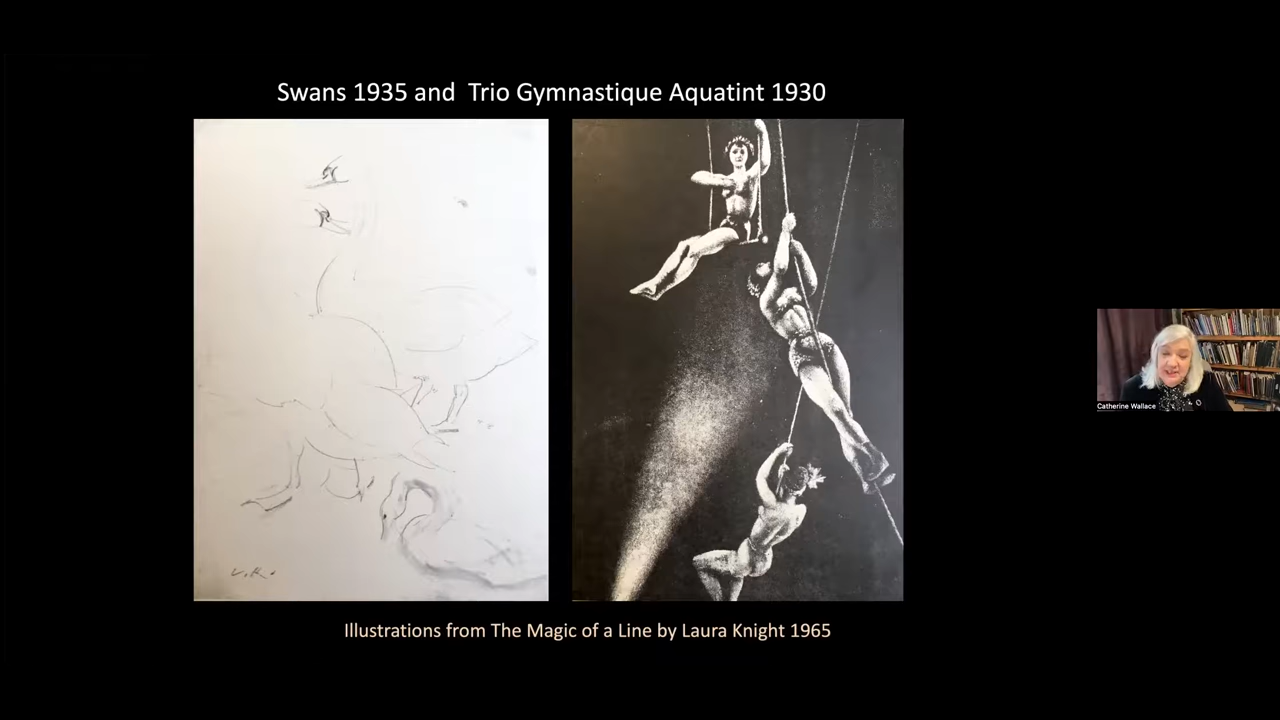 Swans 1935 and Trio Gymnastique Aquatint 1930
L.K.
Illustrations from The Magic of a Line by Laura Knight 1965
Catherine Wallace